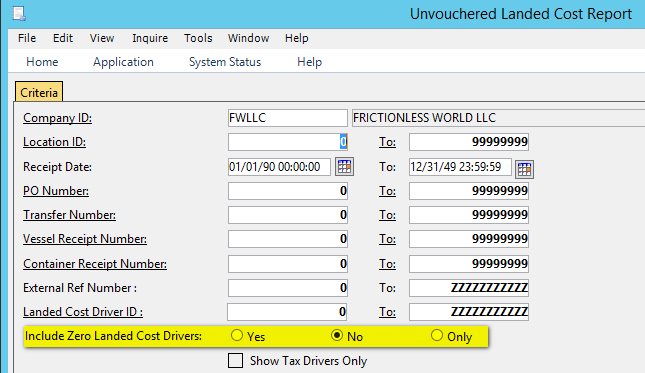 Unvouchered Landed Cost Report
File Edit View Inquire Tools Window Help
Home Application System Status Help
Criteria
Company ID: FWLLC FRICTIONLESS WORLD LLC
Location ID: 0 To: 99999999
Receipt Date: 01/01/90 00:00:00 To: 12/31/49 23:59:59
PO Number: 0 To: 99999999
Transfer Number: 0 To: 99999999
Vessel Receipt Number: 0 To: 99999999
Container Receipt Number: 0 To: 99999999
External Ref Number : 0 To: ZZZZZZZZZZZ
Landed Cost Driver ID : 0 To: ZZZZZZZZZZZ
Include Zero Landed Cost Drivers: Yes No Only
Show Tax Drivers Only